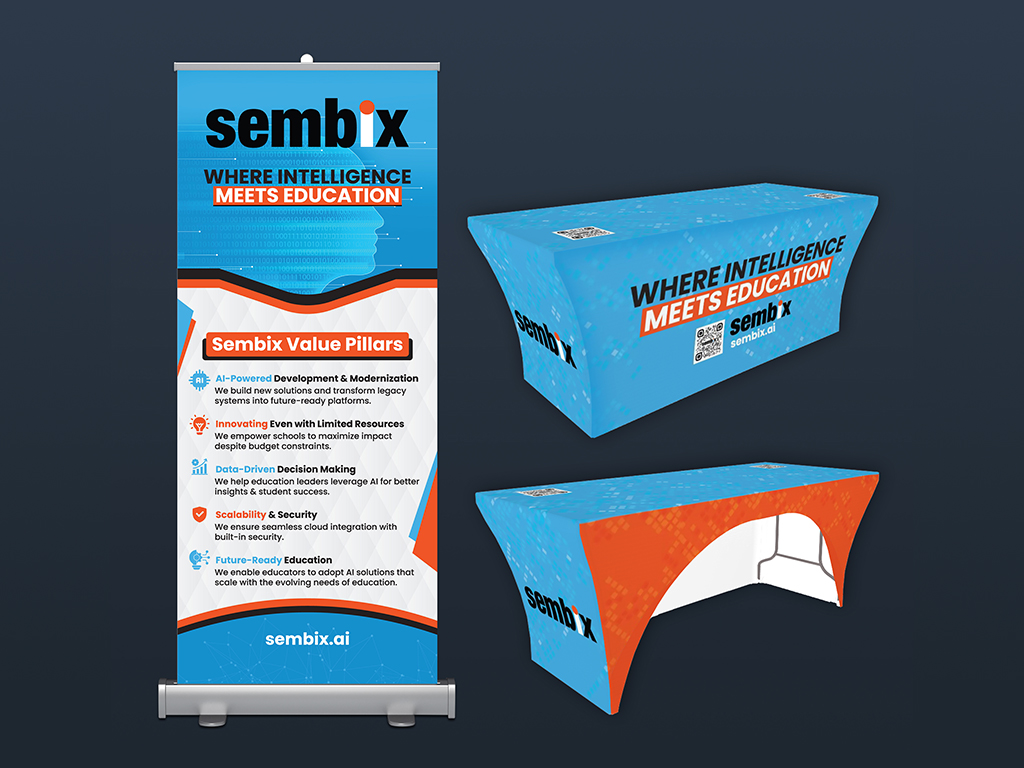 sembix
WHERE INTELLIGENCE
MEETS EDUCATION
Sembix Value Pillars
AI
AI-Powered Development & Modernization
We build new solutions and transform legacy
systems into future-ready platforms.
Innovating Even with Limited Resources
We empower schools to maximize impact
despite budget constraints.
Data-Driven Decision Making
We help education leaders leverage AI for better
insights & student success.
Scalability & Security
We ensure seamless cloud integration with
built-in security.
Future-Ready Education
We enable educators to adopt AI solutions that
scale with the evolving needs of education.
sembix.ai
WHERE INTELLIGENCE
MEETS EDUCATION
sembix
sembix.ai
sembix
sembix